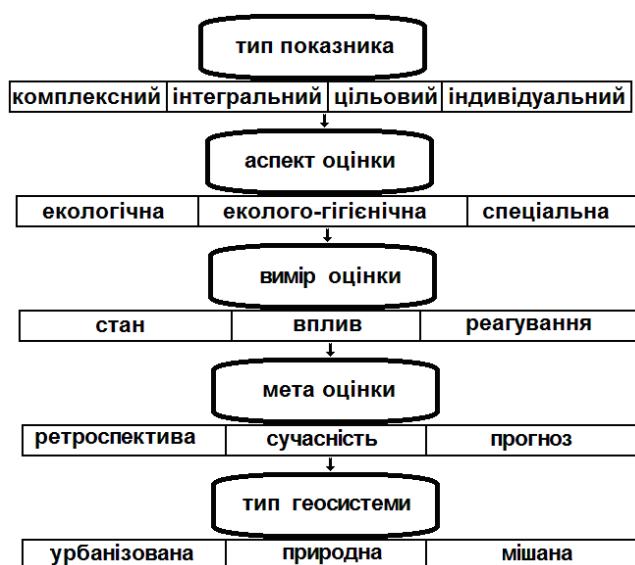 тип показника
комплексний інтегральний цільовий індивідуальний
аспект оцінки
екологічна еколого-гігієнічна спеціальна
вимір оцінки
стан вплив реагування
мета оцінки
ретроспектива сучасність прогноз
тип геосистеми
урбанізована природна мішана